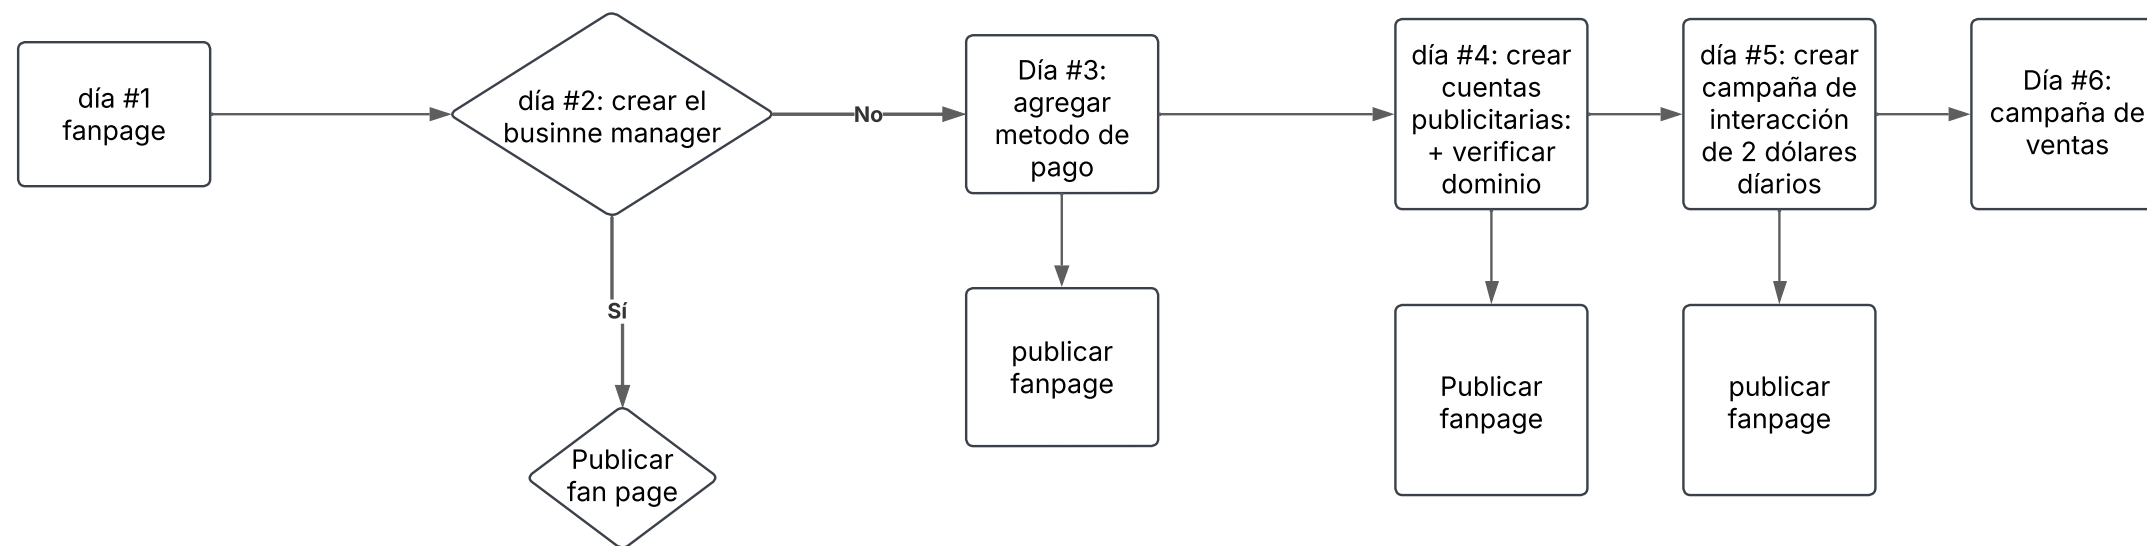 día #1
fanpage
día #2: crear el
businne manager
No
Día #3:
agregar
metodo de
pago
día #4: crear
cuentas
publicitarias:
+ verificar
dominio
día #5: crear
campaña de
interacción
de 2 dólares
díarios
Día #6:
campaña de
ventas
Sí
publicar
fanpage
Publicar
fanpage
publicar
fanpage
Publicar
fan page